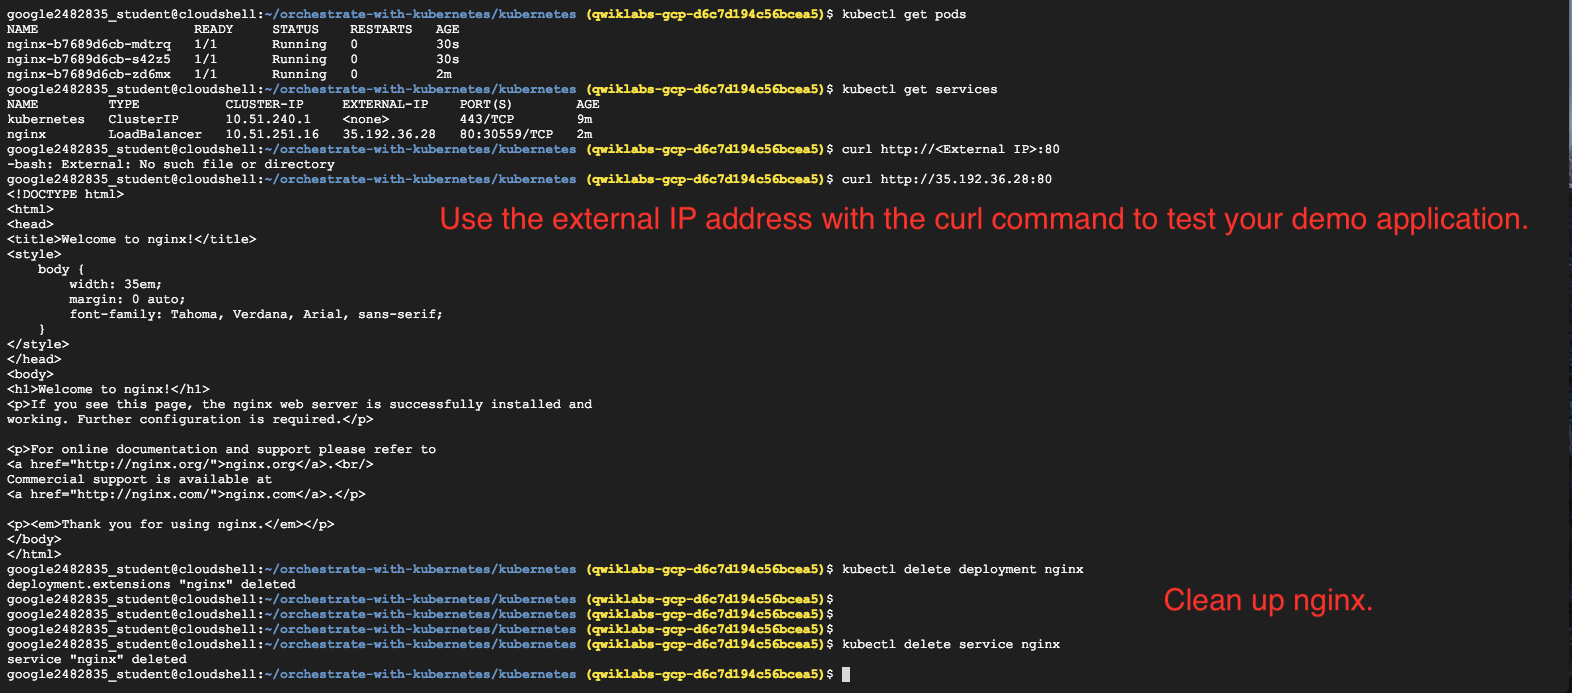 google2482835_student@cloudshell:~/orchestrate-with-kubernetes/kubernetes (qwiklabs-gcp-d6c7d194c56bcea5)$ kubectl get pods
NAME                    READY     STATUS    RESTARTS   AGE
nginx-b7689d6cb-mdtrq   1/1       Running   0          30s
nginx-b7689d6cb-s42z5   1/1       Running   0          30s
nginx-b7689d6cb-zd6mx   1/1       Running   0          2m
google2482835_student@cloudshell:~/orchestrate-with-kubernetes/kubernetes (qwiklabs-gcp-d6c7d194c56bcea5)$ kubectl get services
NAME         TYPE           CLUSTER-IP     EXTERNAL-IP    PORT(S)        AGE
kubernetes   ClusterIP      10.51.240.1    <none>         443/TCP        9m
nginx        LoadBalancer   10.51.251.16   35.192.36.28   80:30559/TCP   2m
google2482835_student@cloudshell:~/orchestrate-with-kubernetes/kubernetes (qwiklabs-gcp-d6c7d194c56bcea5)$ curl http://<External IP>:80
-bash: External: No such file or directory
google2482835_student@cloudshell:~/orchestrate-with-kubernetes/kubernetes (qwiklabs-gcp-d6c7d194c56bcea5)$ curl http://35.192.36.28:80
<!DOCTYPE html>
<html>
<head>
Use the external IP address with the curl command to test your demo application.
<title>Welcome to nginx!</title>
<style>
    body {
        width: 35em;
        margin: 0 auto;
        font-family: Tahoma, Verdana, Arial, sans-serif;
    }
</style>
</head>
<body>
<h1>Welcome to nginx!</h1>
<p>If you see this page, the nginx web server is successfully installed and
working. Further configuration is required.</p>
<p>For online documentation and support please refer to
<a href="http://nginx.org/">nginx.org</a>.<br/>
Commercial support is available at
<a href="http://nginx.com/">nginx.com</a>.</p>
<p><em>Thank you for using nginx.</em></p>
</body>
</html>
google2482835_student@cloudshell:~/orchestrate-with-kubernetes/kubernetes (qwiklabs-gcp-d6c7d194c56bcea5)$ kubectl delete deployment nginx
deployment.extensions "nginx" deleted
google2482835_student@cloudshell:~/orchestrate-with-kubernetes/kubernetes (qwiklabs-gcp-d6c7d194c56bcea5)$
Clean up nginx.
google2482835_student@cloudshell:~/orchestrate-with-kubernetes/kubernetes (qwiklabs-gcp-d6c7d194c56bcea5)$
google2482835_student@cloudshell:~/orchestrate-with-kubernetes/kubernetes (qwiklabs-gcp-d6c7d194c56bcea5)$
google2482835_student@cloudshell:~/orchestrate-with-kubernetes/kubernetes (qwiklabs-gcp-d6c7d194c56bcea5)$ kubectl delete service nginx
service "nginx" deleted
google2482835_student@cloudshell:~/orchestrate-with-kubernetes/kubernetes (qwiklabs-gcp-d6c7d194c56bcea5)$